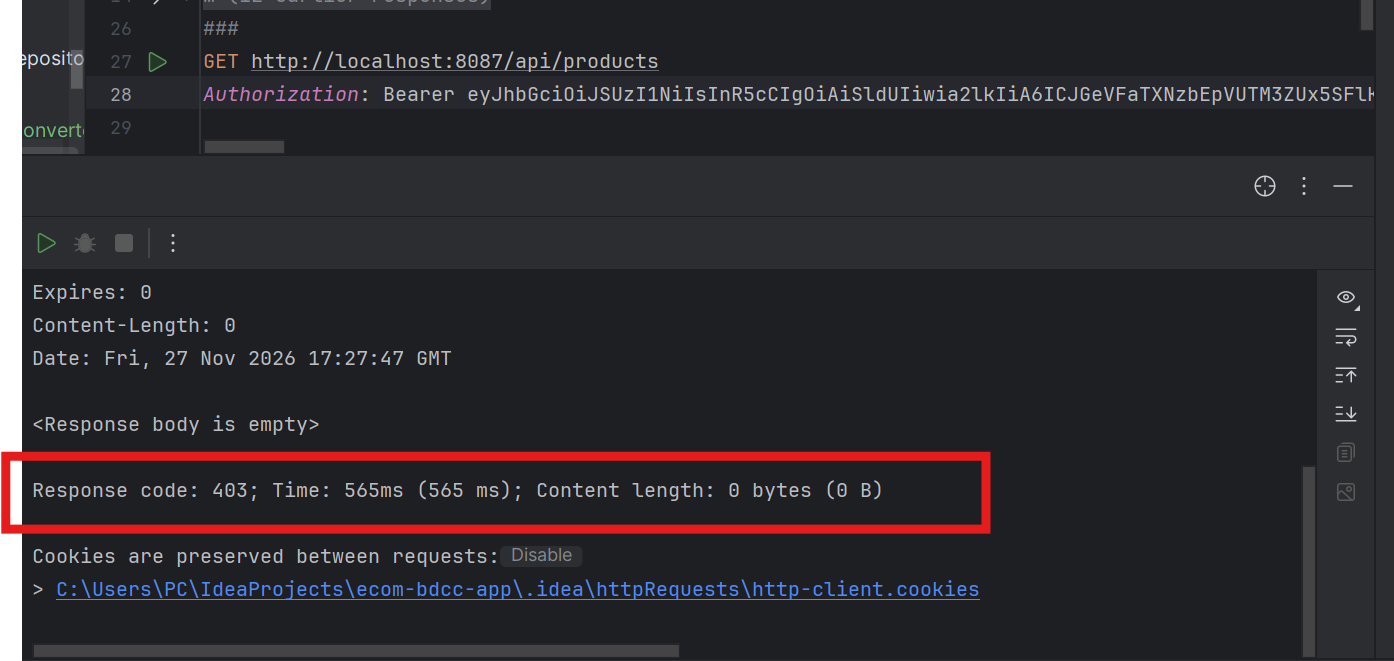 26 ###
eposito
27 GET http://localhost:8087/api/products
28 Authorization: Bearer
onverte
29
Expires: 0
Content-Length: 0
Date: Fri, 27 Nov 2026 17:27:47 GMT
<Response body is empty>
Response code: 403; Time: 565ms (565 ms); Content length: 0 bytes (0 B)
Cookies are preserved between requests: Disable
> C:\Users\PC\IdeaProjects\ecom-bdcc-app\.idea\httpRequests\http-client.cookies